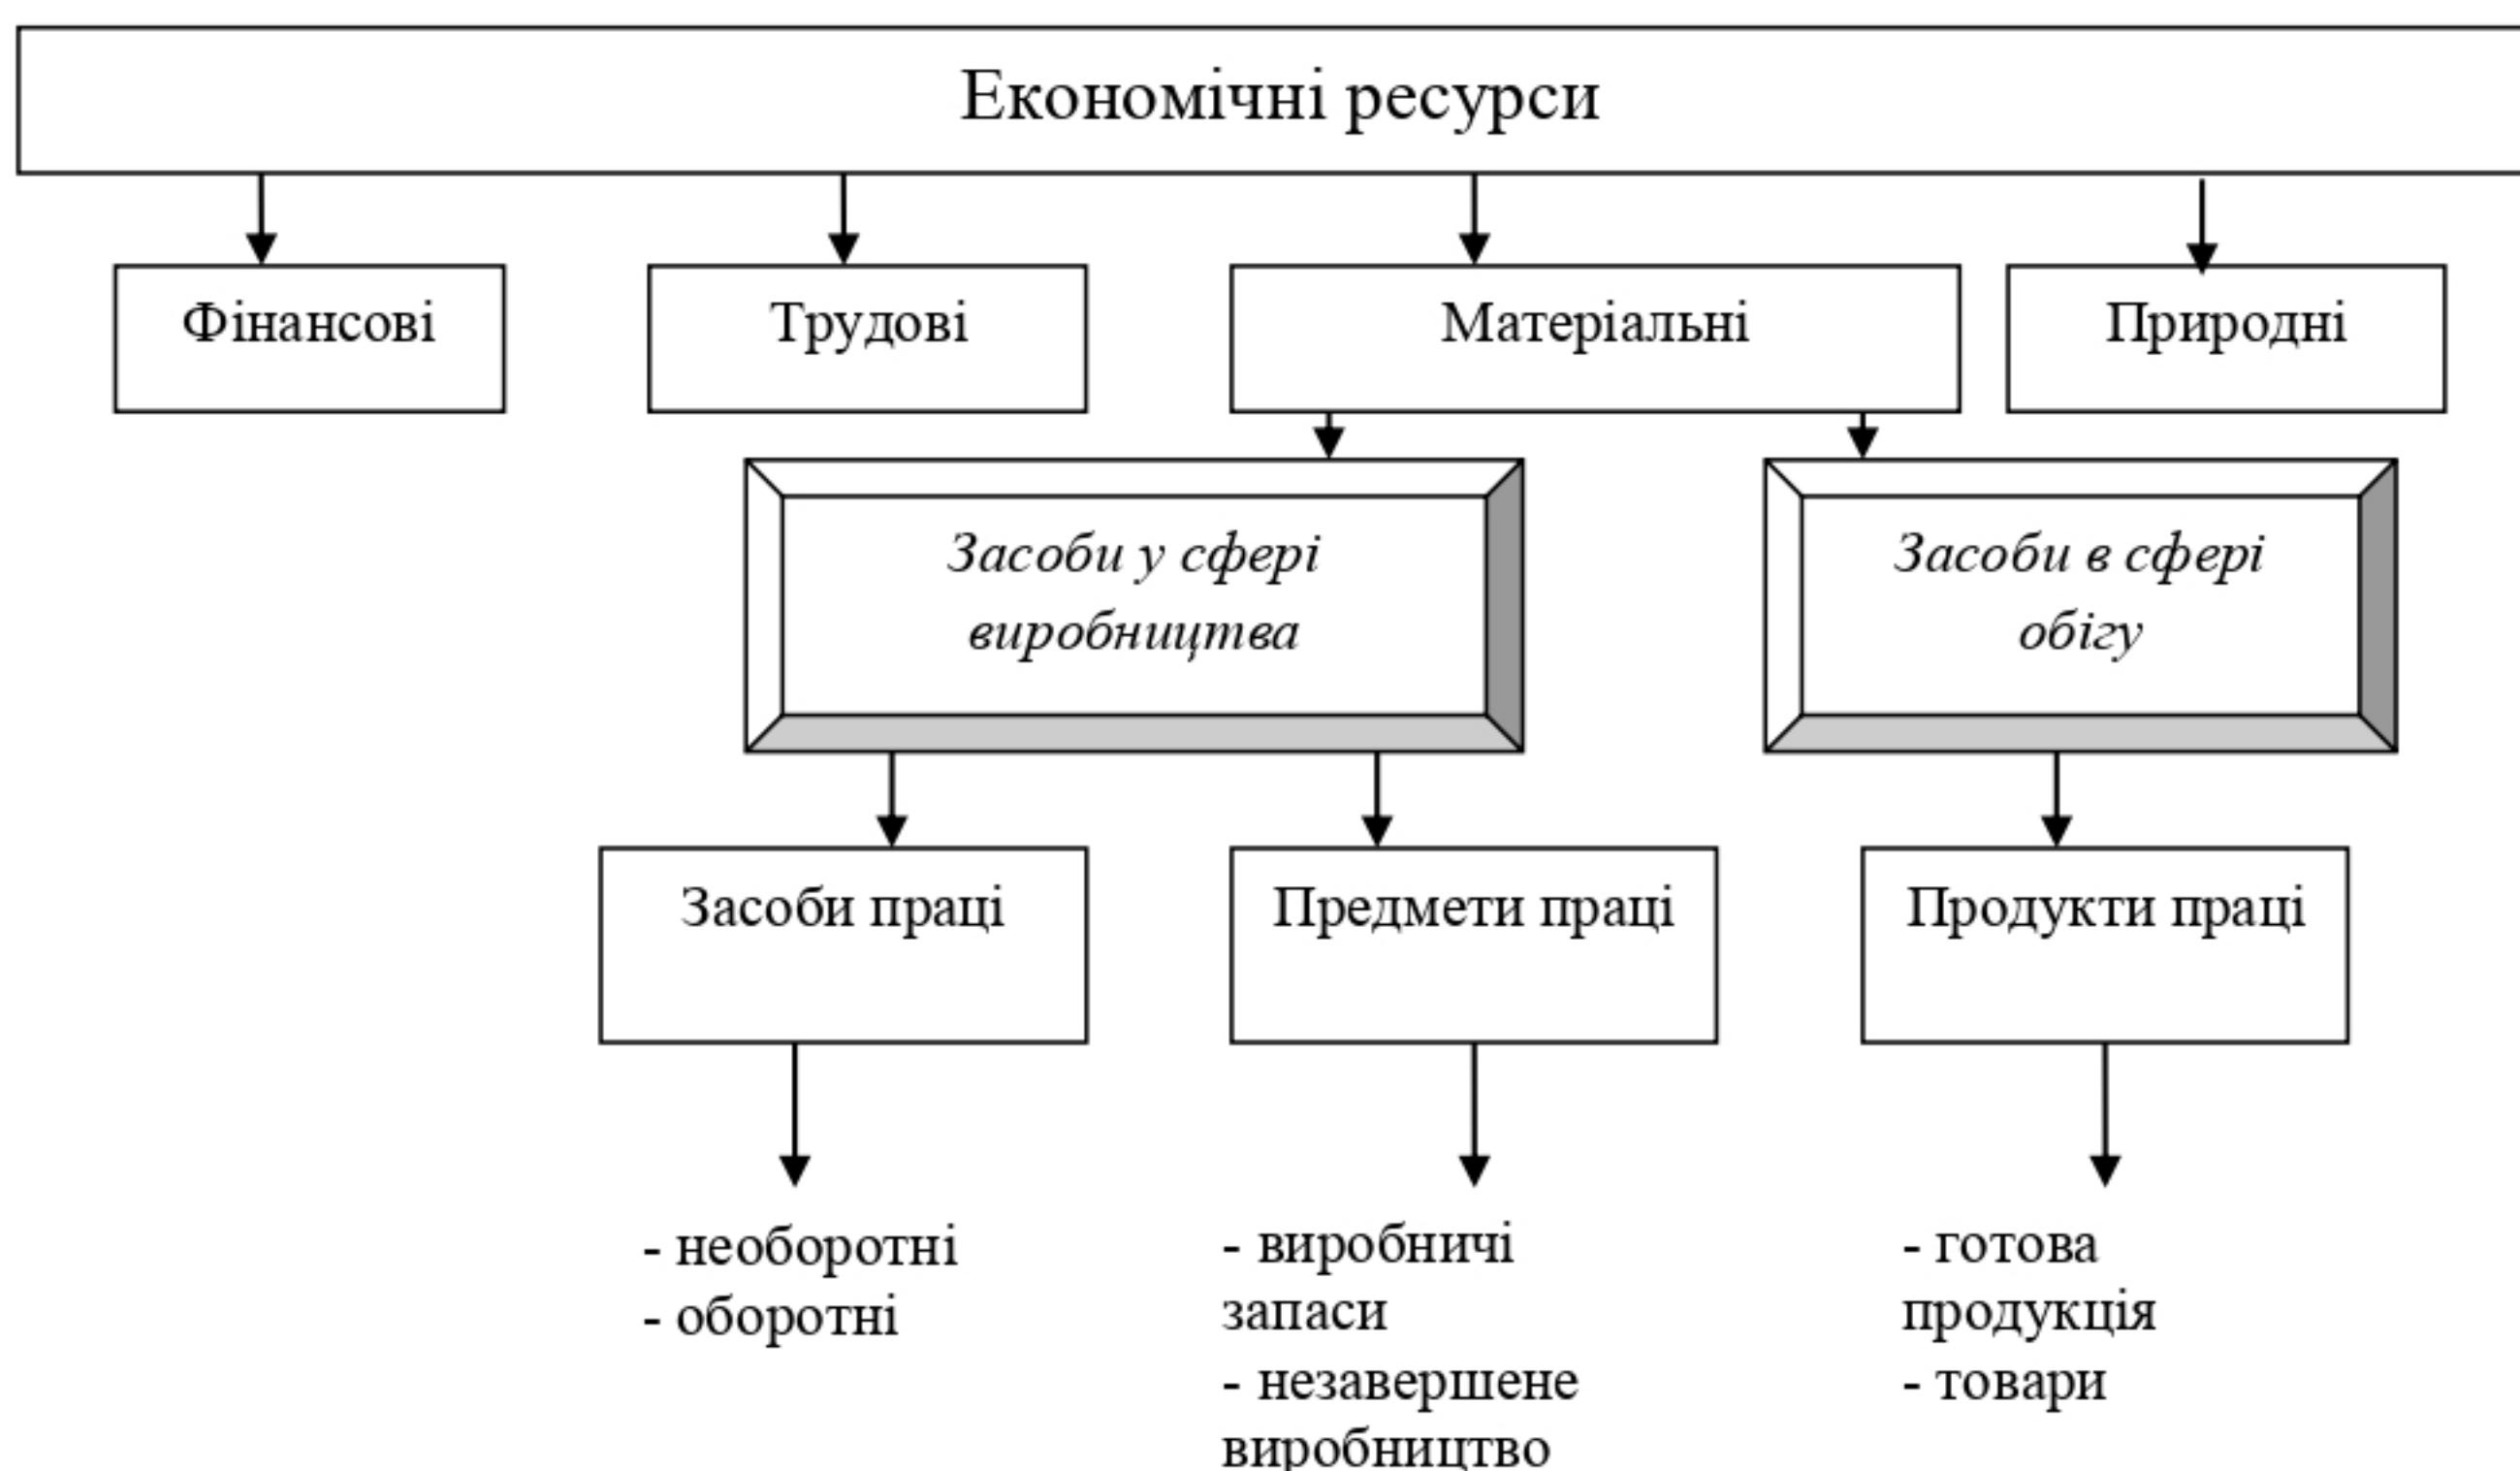 Економічні ресурси
Фінансові
Трудові
Матеріальні
Природні
Засоби у сфері
виробництва
Засоби в сфері
обігу
Засоби праці
Предмети праці
Продукти праці
- необоротні
- оборотні
- виробничі
запаси
- незавершене
виробництво
- готова
продукція
- товари